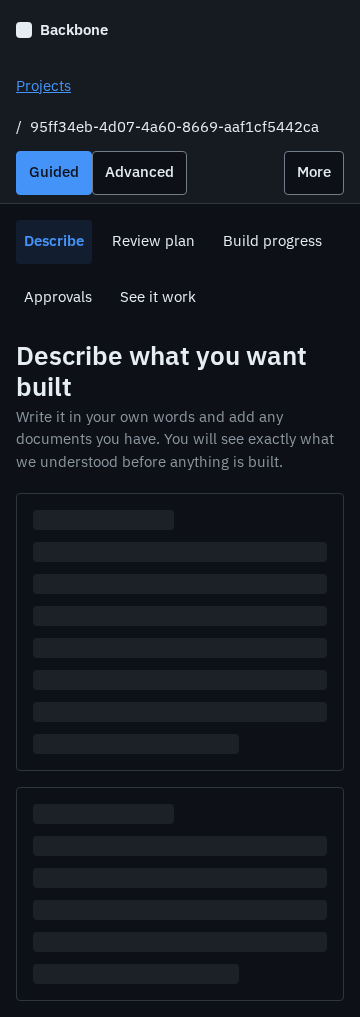 Backbone
Projects
/ 95ff34eb-4d07-4a60-8669-aaf1cf5442ca
Guided Advanced More
Describe Review plan Build progress
Approvals See it work
Describe what you want
built
Write it in your own words and add any
documents you have. You will see exactly what
we understood before anything is built.